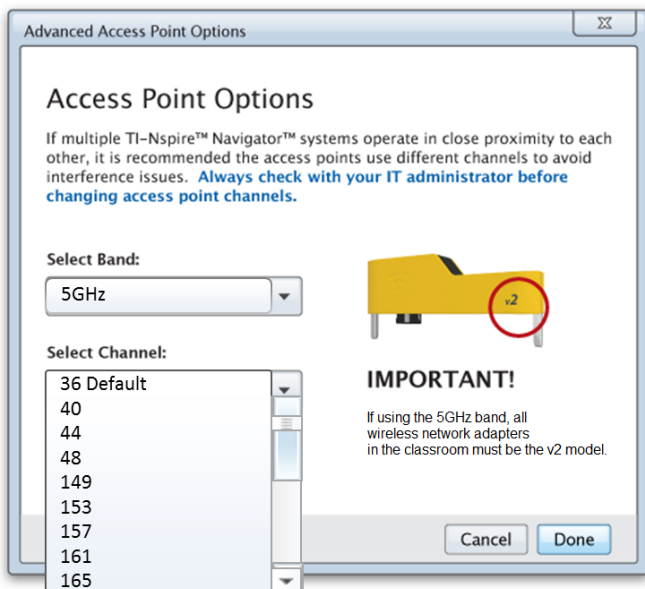 Advanced Access Point Options
Access Point Options
If multiple TI-Nspire™ Navigator™ systems operate in close proximity to each
other, it is recommended the access points use different channels to avoid
interference issues. Always check with your IT administrator before
changing access point channels.
Select Band:
5GHz
v2
Select Channel:
36 Default
40
44
48
149
153
157
161
165
IMPORTANT!
If using the 5GHz band, all
wireless network adapters
in the classroom must be the v2 model.
Cancel
Done